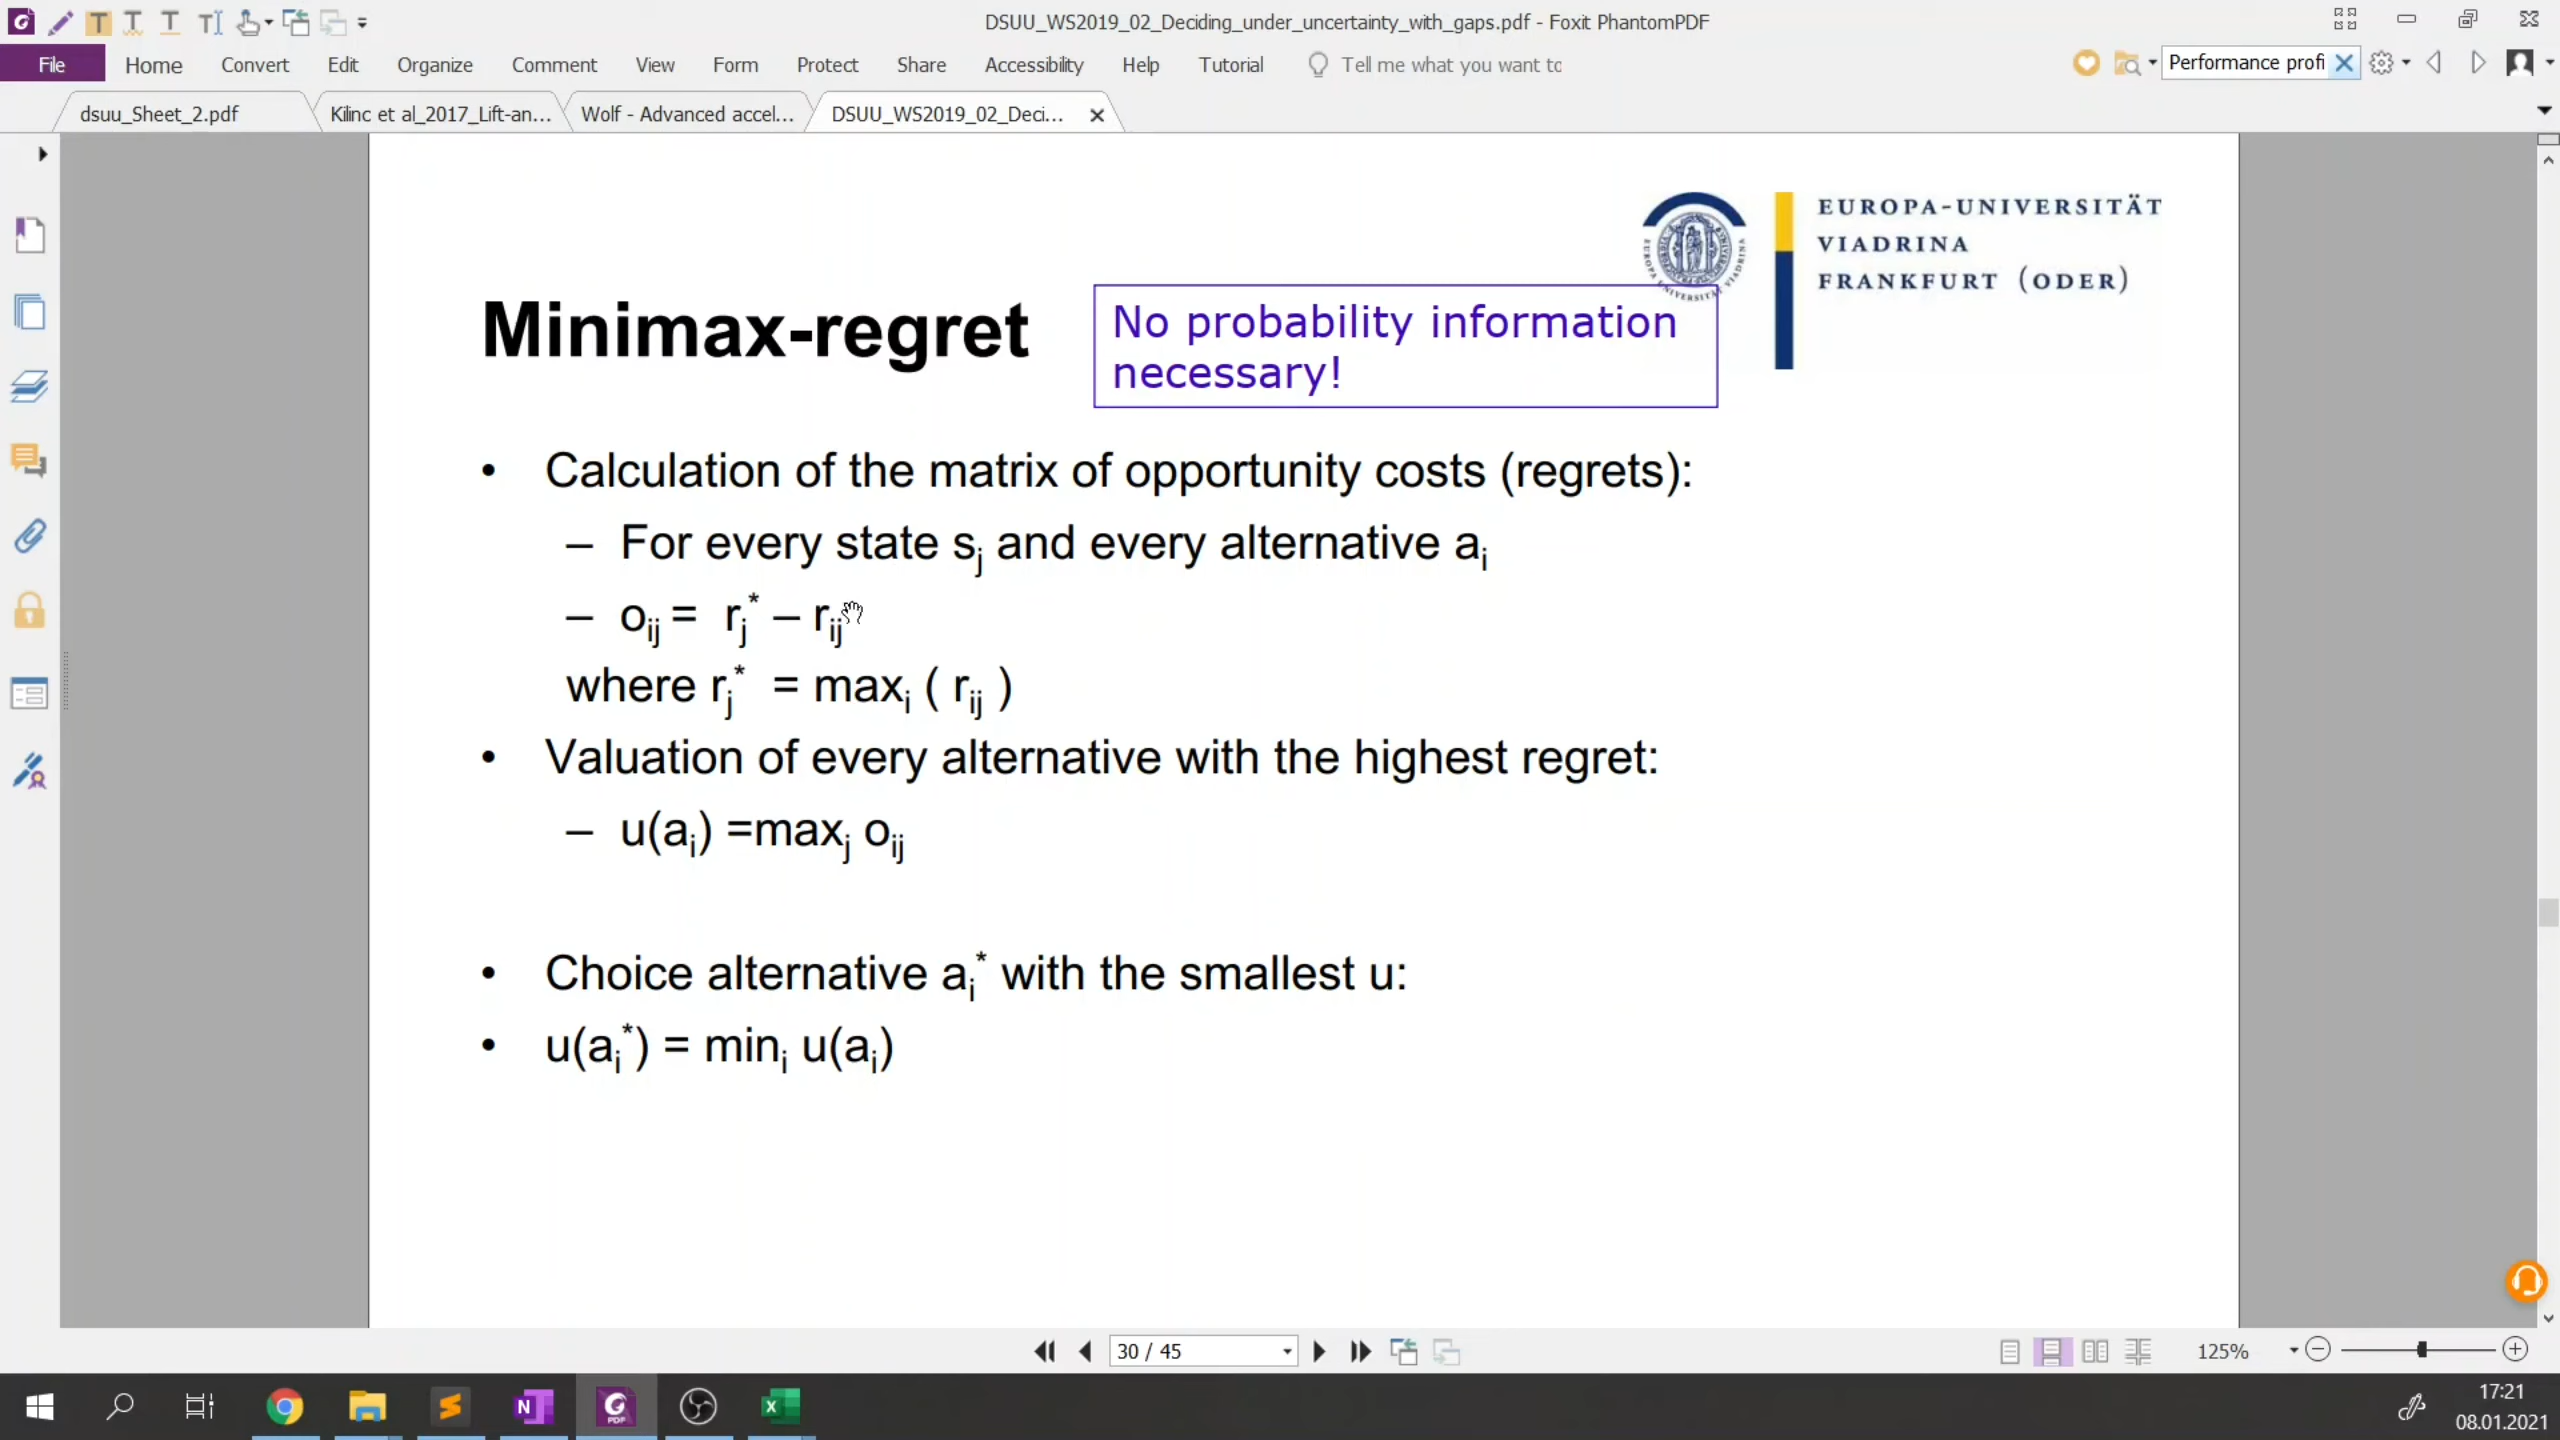 DSUU_WS2019_02_Deciding_under_uncertainty_with_gaps.pdf - Foxit PhantomPDF
File Home Convert Edit Organize Comment View Form Protect Share Accessibility Help Tutorial Tell me what you want to Performance profi
dsuu_Sheet_2.pdf Kilinc et al_2017_Lift-an... Wolf - Advanced accel... DSUU_WS2019_02_Deci...
EUROPA-UNIVERSITÄT
VIADRINA
FRANKFURT (ODER)
EUROPA UNIVERSITÄT VIADRINA
Minimax-regret
No probability information
necessary!
• Calculation of the matrix of opportunity costs (regrets):
– For every state sj and every alternative ai
– oij = rj* – rij
where rj* = maxi ( rij )
• Valuation of every alternative with the highest regret:
– u(ai) =maxj oij
• Choice alternative ai* with the smallest u:
• u(ai*) = mini u(ai)
30 / 45
125%
17:21
08.01.2021